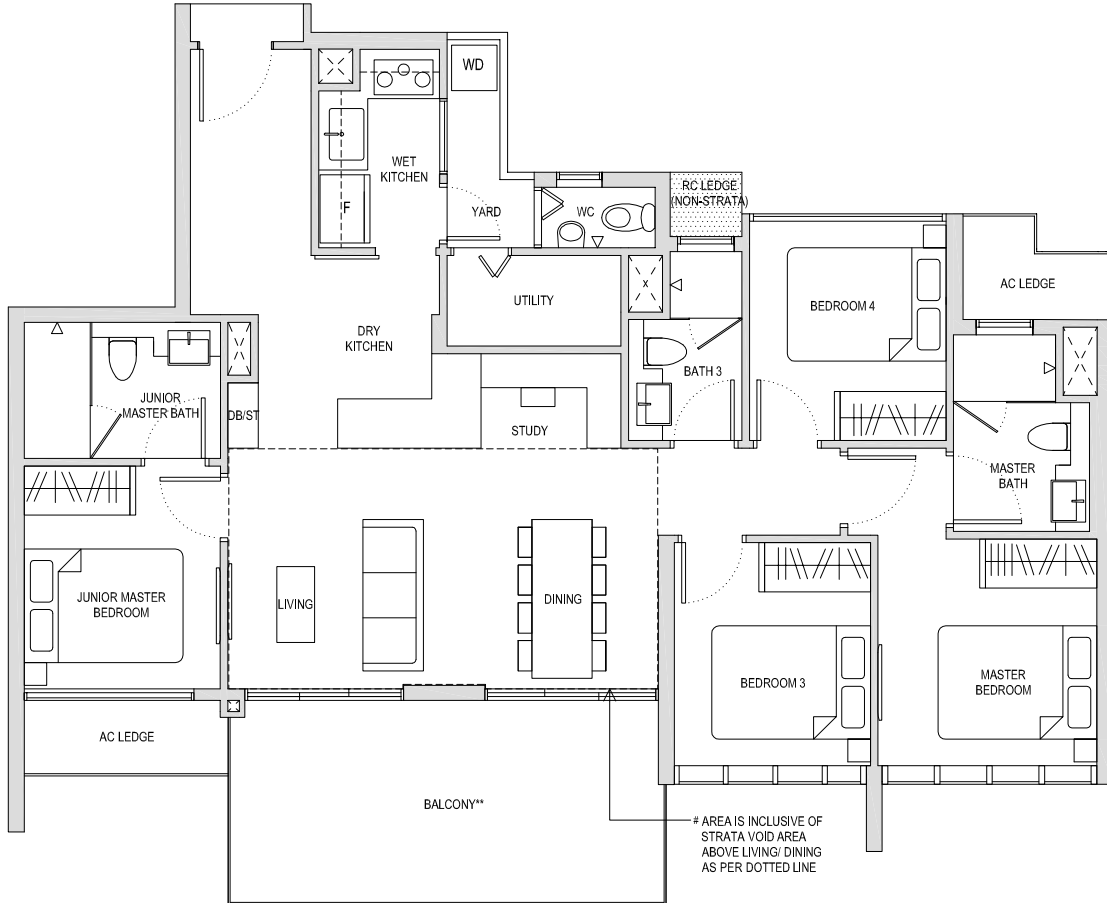 WD
WET
KITCHEN
F
YARD
WC
RC LEDGE
(NON-STRATA)
UTILITY
BEDROOM 4
AC LEDGE
DRY
KITCHEN
JUNIOR
MASTER BATH
DB/ST
STUDY
BATH 3
MASTER
BATH
JUNIOR MASTER
BEDROOM
LIVING
DINING
BEDROOM 3
MASTER
BEDROOM
AC LEDGE
BALCONY**
# AREA IS INCLUSIVE OF
STRATA VOID AREA
ABOVE LIVING/ DINING
AS PER DOTTED LINE